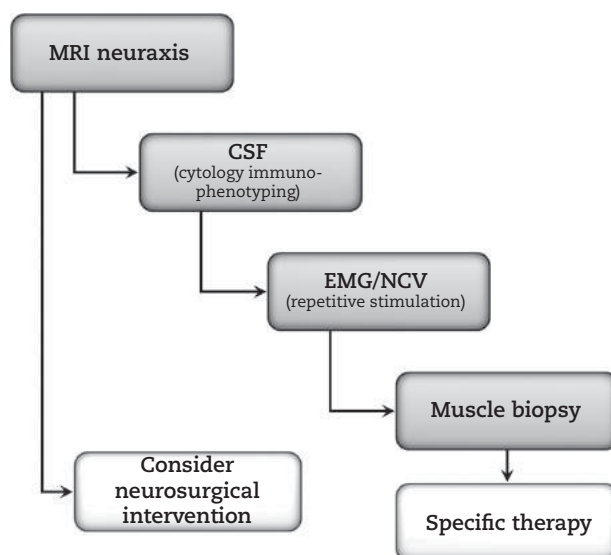 MRI neuraxis
CSF
(cytology immuno-
phenotyping)
EMG/NCV
(repetitive stimulation)
Muscle biopsy
Consider
neurosurgical
intervention
Specific therapy